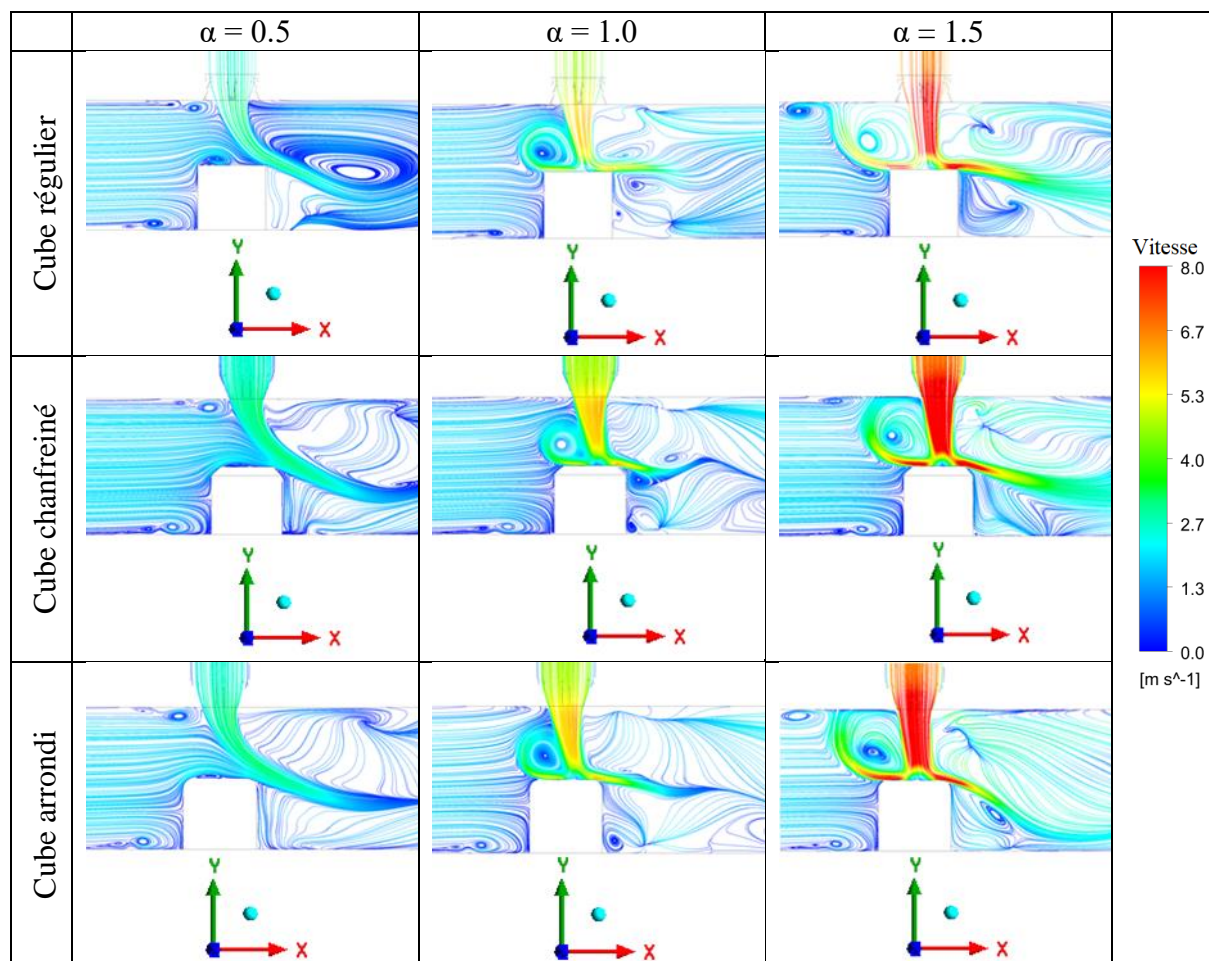 α = 0.5
α = 1.0
α = 1.5
Cube régulier
Y
X
Y
X
Y
X
Cube chanfreiné
Y
X
Y
X
Y
X
Cube arroudi
Y
X
Y
X
Y
X
Vitesse
8.0
6.7
5.3
4.0
2.7
1.3
0.0
[m s^-1]